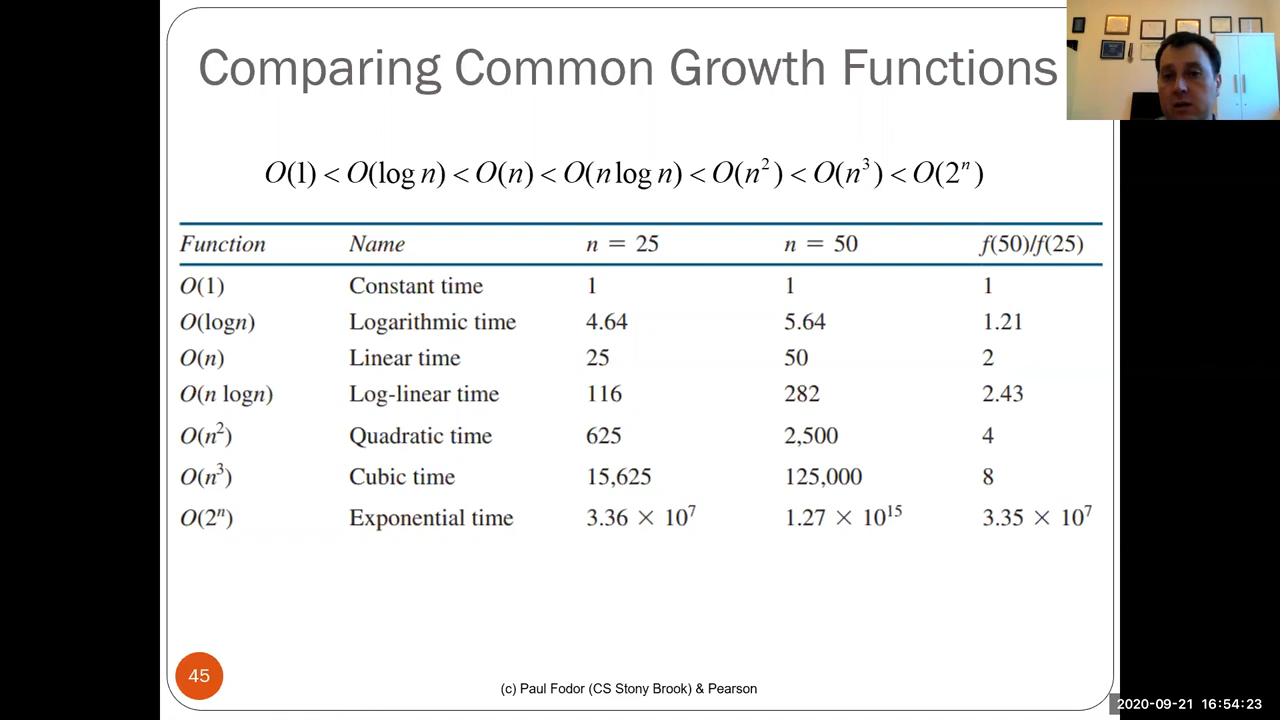 Comparing Common Growth Functions
O(1) < O(log n) < O(n) < O(n log n) < O(n²) < O(n³) < O(2ⁿ)
Function Name n = 25 n = 50 f(50)/f(25)
O(1) Constant time 1 1 1
O(logn) Logarithmic time 4.64 5.64 1.21
O(n) Linear time 25 50 2
O(n logn) Log-linear time 116 282 2.43
O(n²) Quadratic time 625 2,500 4
O(n³) Cubic time 15,625 125,000 8
O(2ⁿ) Exponential time 3.36 × 10⁷ 1.27 × 10¹⁵ 3.35 × 10⁷
45
(c) Paul Fodor (CS Stony Brook) & Pearson
2020-09-21 16:54:23